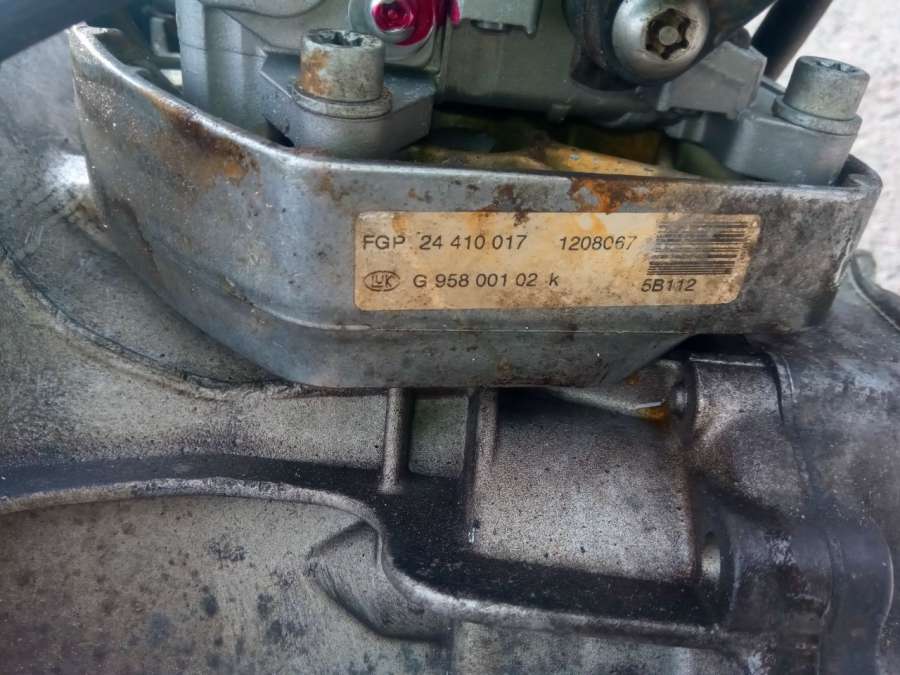 FGP 24 410 017 1208067
LUK G 958 001 02 k 5B112